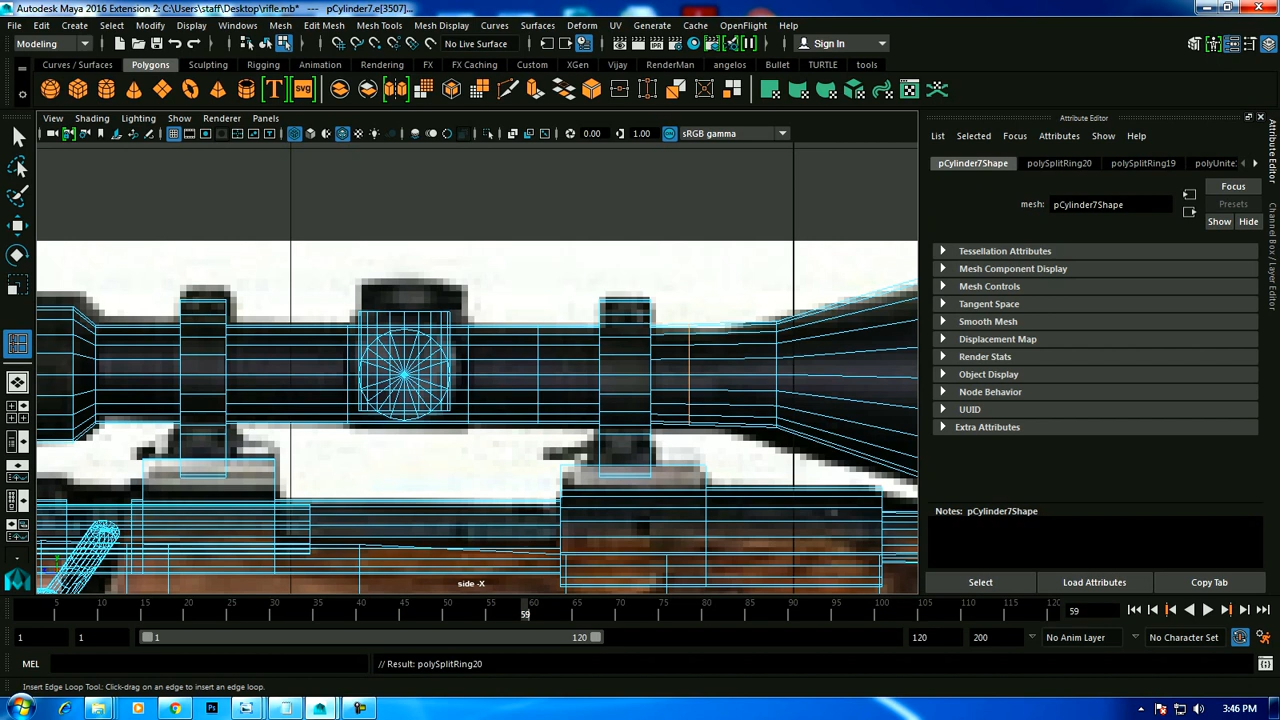 Autodesk Maya 2016 Extension 2: C:\Users\staff\Desktop\rifle.mb* --- pCylinder7.e[3507]...
File Edit Create Select Modify Display Windows Mesh Edit Mesh Mesh Tools Mesh Display Curves Surfaces Deform UV Generate Cache OpenFlight Help
Modeling No Live Surface Sign In
Curves / Surfaces Polygons Sculpting Rigging Animation Rendering FX FX Caching Custom XGen Vijay RenderMan angelos Bullet TURTLE tools
T svg
View Shading Lighting Show Renderer Panels
0.00 1.00 sRGB gamma
Attribute Editor
List Selected Focus Attributes Show Help
pCylinder7Shape polySplitRing20 polySplitRing19 polyUnite
Focus
Presets
mesh: pCylinder7Shape
Show Hide
Tessellation Attributes
Mesh Component Display
Mesh Controls
Tangent Space
Smooth Mesh
Displacement Map
Render Stats
Object Display
Node Behavior
UUID
Extra Attributes
Notes: pCylinder7Shape
Select Load Attributes Copy Tab
Attribute Editor
Channel Box / Layer Editor
side -X
5 10 15 20 25 30 35 40 45 50 55 60 65 70 75 80 85 90 95 100 105 110 115 120
59 59
1 1 1 120 120 200 No Anim Layer No Character Set
MEL // Result: polySplitRing20
Insert Edge Loop Tool: Click-drag on an edge to insert an edge loop.
3:46 PM